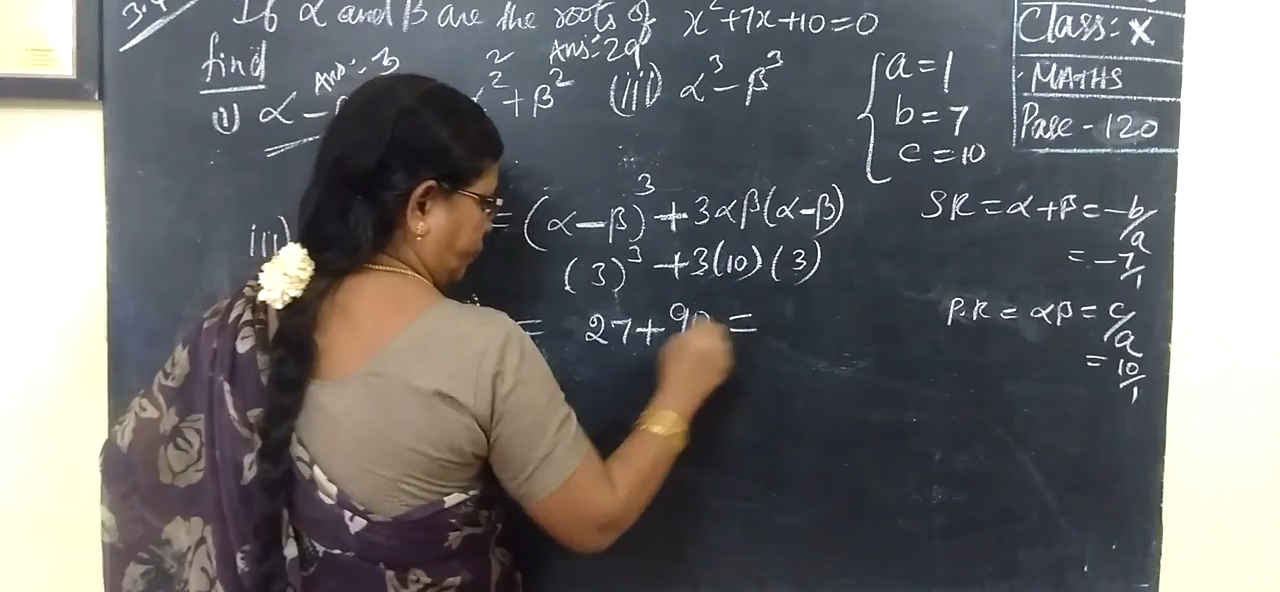 If α and β are the roots of x²+7x+10=0
find
Ans:- 3
Ans:- 29
i) α -
² + β²
(iii) α³ - β³
a = 1
b = 7
c = 10
Class:- X
MATHS
Page - 120
iii)
= (α-β)³ + 3αβ(α-β)
(3)³ + 3(10)(3)
= 27+90 =
SR = α+β = -b/a
= -7/1
P.R = αβ = c/a
= 10/1